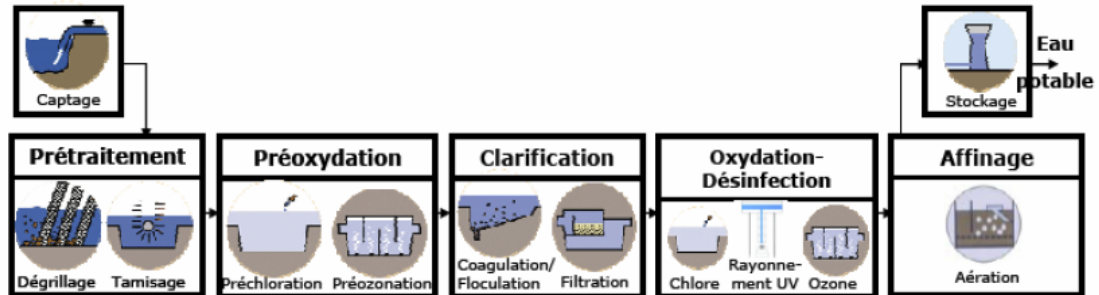 Captage
Stockage
Eau
potable
Prétraitement
Dégrillage
Tamisage
Préoxydation
Préchloration
Préozonation
Clarification
Coagulation/
Floculation
Filtration
Oxydation-
Désinfection
Chlore
Rayonne-
ment UV
Ozone
Affinage
Aération